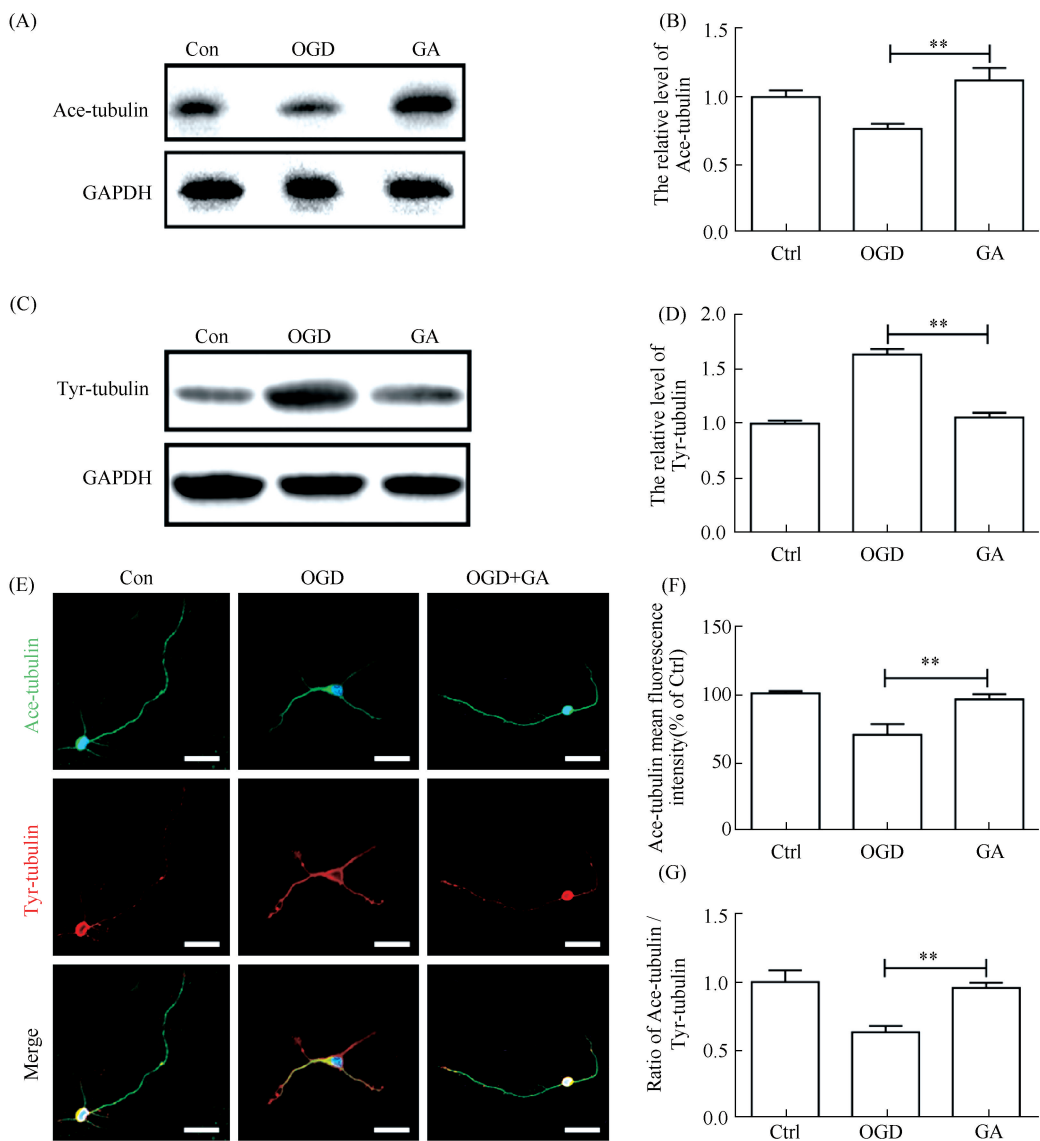 (A)
Con OGD GA
Ace-tubulin
GAPDH
(B)
The relative level of
Ace-tubulin
1.5
1.0
0.5
0.0
**
Ctrl OGD GA
(C)
Con OGD GA
Tyr-tubulin
GAPDH
(D)
The relative level of
Tyr-tubulin
2.0
1.5
1.0
0.5
0.0
**
Ctrl OGD GA
(E)
Con OGD OGD+GA
Ace-tubulin
Tyr-tubulin
Merge
(F)
Ace-tubulin mean fluorescence
intensity(% of Ctrl)
150
100
50
0
**
Ctrl OGD GA
(G)
Ratio of Ace-tubulin /
Tyr-tubulin
1.5
1.0
0.5
0.0
**
Ctrl OGD GA